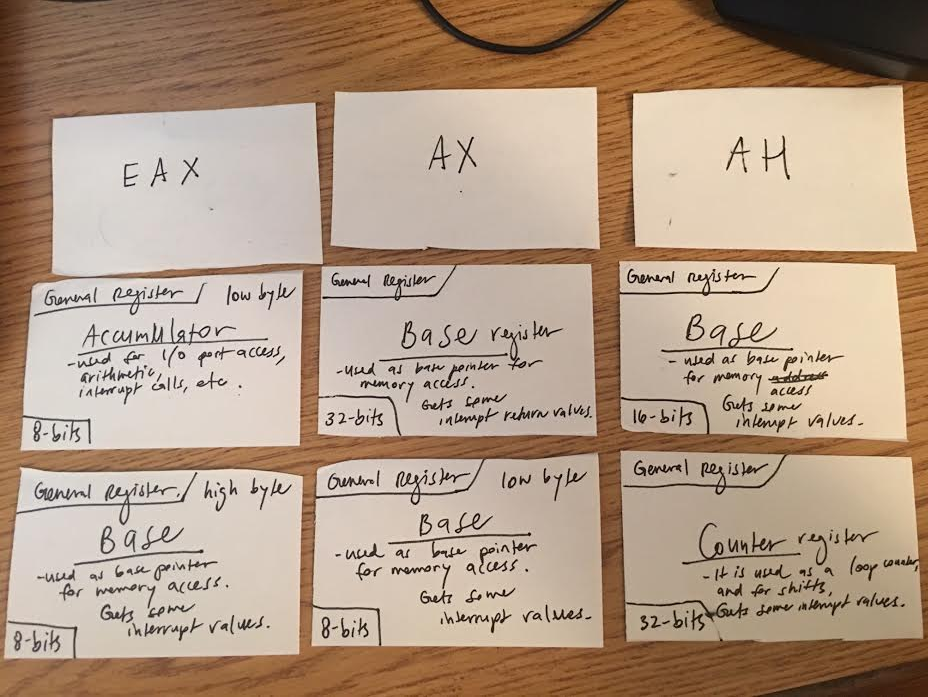 EAX
AX
AH
General Register
low byte
Accumulator
-used for I/O port access,
arithmetic,
interrupt calls, etc.
8-bits
General Register
Base register
-used as base pointer for
memory access.
Gets some
interrupt return values.
32-bits
General Register
Base
- used as base pointer
for memory address
access
Gets some
interrupt values.
16-bits
General Register
high byte
Base
-used as base pointer
for memory access.
Gets some
interrupt values.
8-bits
General Register
low byte
Base
-used as base pointer
for memory access.
Gets some
interrupt values.
8-bits
General Register
Counter register
- It is used as a loop counter,
and for shifts,
Gets some interrupt values.
32-bits